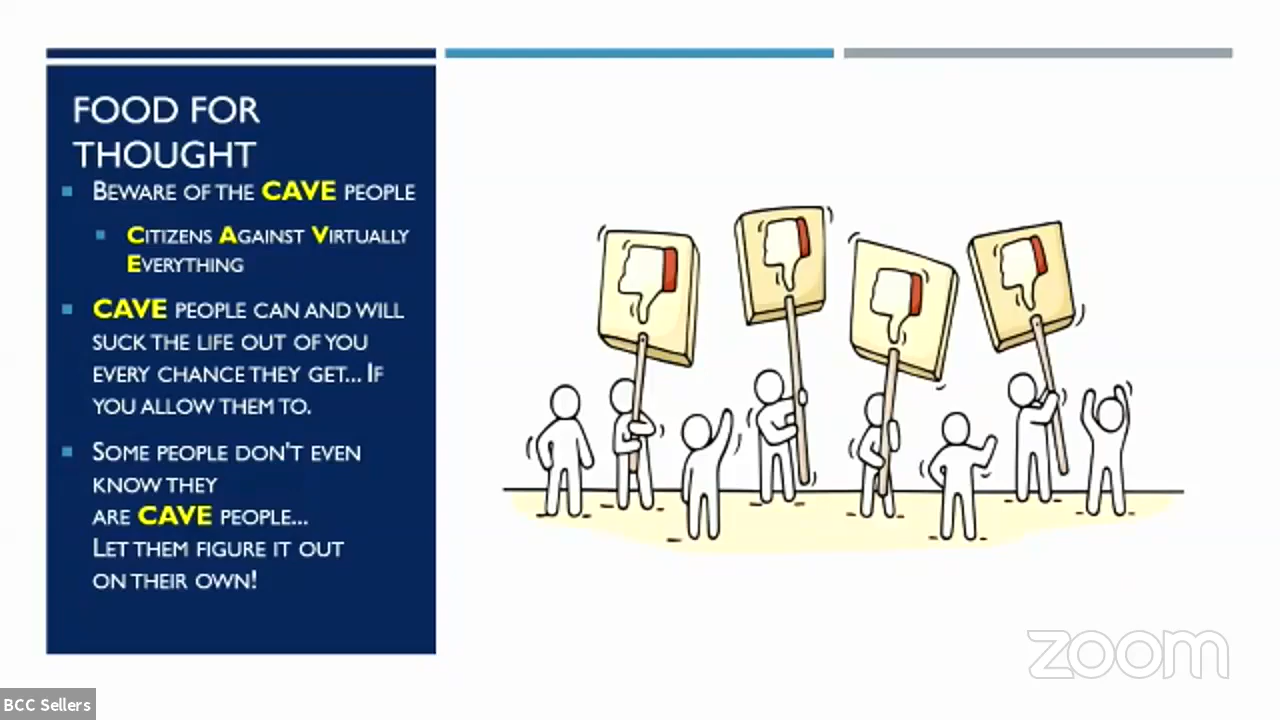 FOOD FOR
THOUGHT
BEWARE OF THE CAVE PEOPLE
CITIZENS AGAINST VIRTUALLY
EVERYTHING
CAVE PEOPLE CAN AND WILL
SUCK THE LIFE OUT OF YOU
EVERY CHANCE THEY GET... IF
YOU ALLOW THEM TO.
SOME PEOPLE DON'T EVEN
KNOW THEY
ARE CAVE PEOPLE...
LET THEM FIGURE IT OUT
ON THEIR OWN!
zoom
BCC Sellers